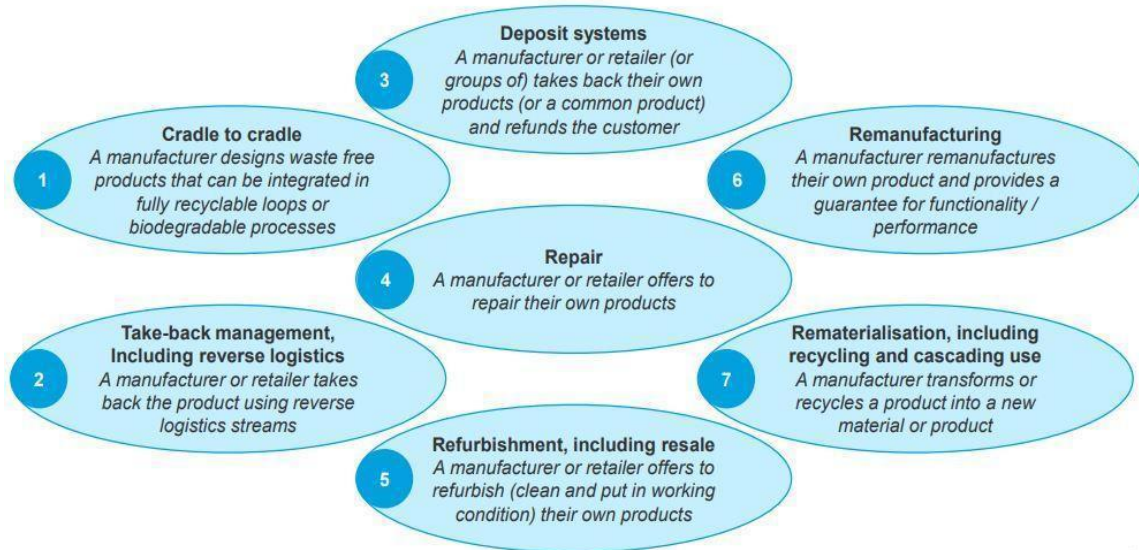 1
Cradle to cradle
A manufacturer designs waste free
products that can be integrated in
fully recyclable loops or
biodegradable processes
2
Take-back management,
Including reverse logistics
A manufacturer or retailer takes
back the product using reverse
logistics streams
3
Deposit systems
A manufacturer or retailer (or
groups of) takes back their own
products (or a common product)
and refunds the customer
4
Repair
A manufacturer or retailer offers to
repair their own products
5
Refurbishment, including resale
A manufacturer or retailer offers to
refurbish (clean and put in working
condition) their own products
6
Remanufacturing
A manufacturer remanufactures
their own product and provides a
guarantee for functionality /
performance
7
Rematerialisation, including
recycling and cascading use
A manufacturer transforms or
recycles a product into a new
material or product